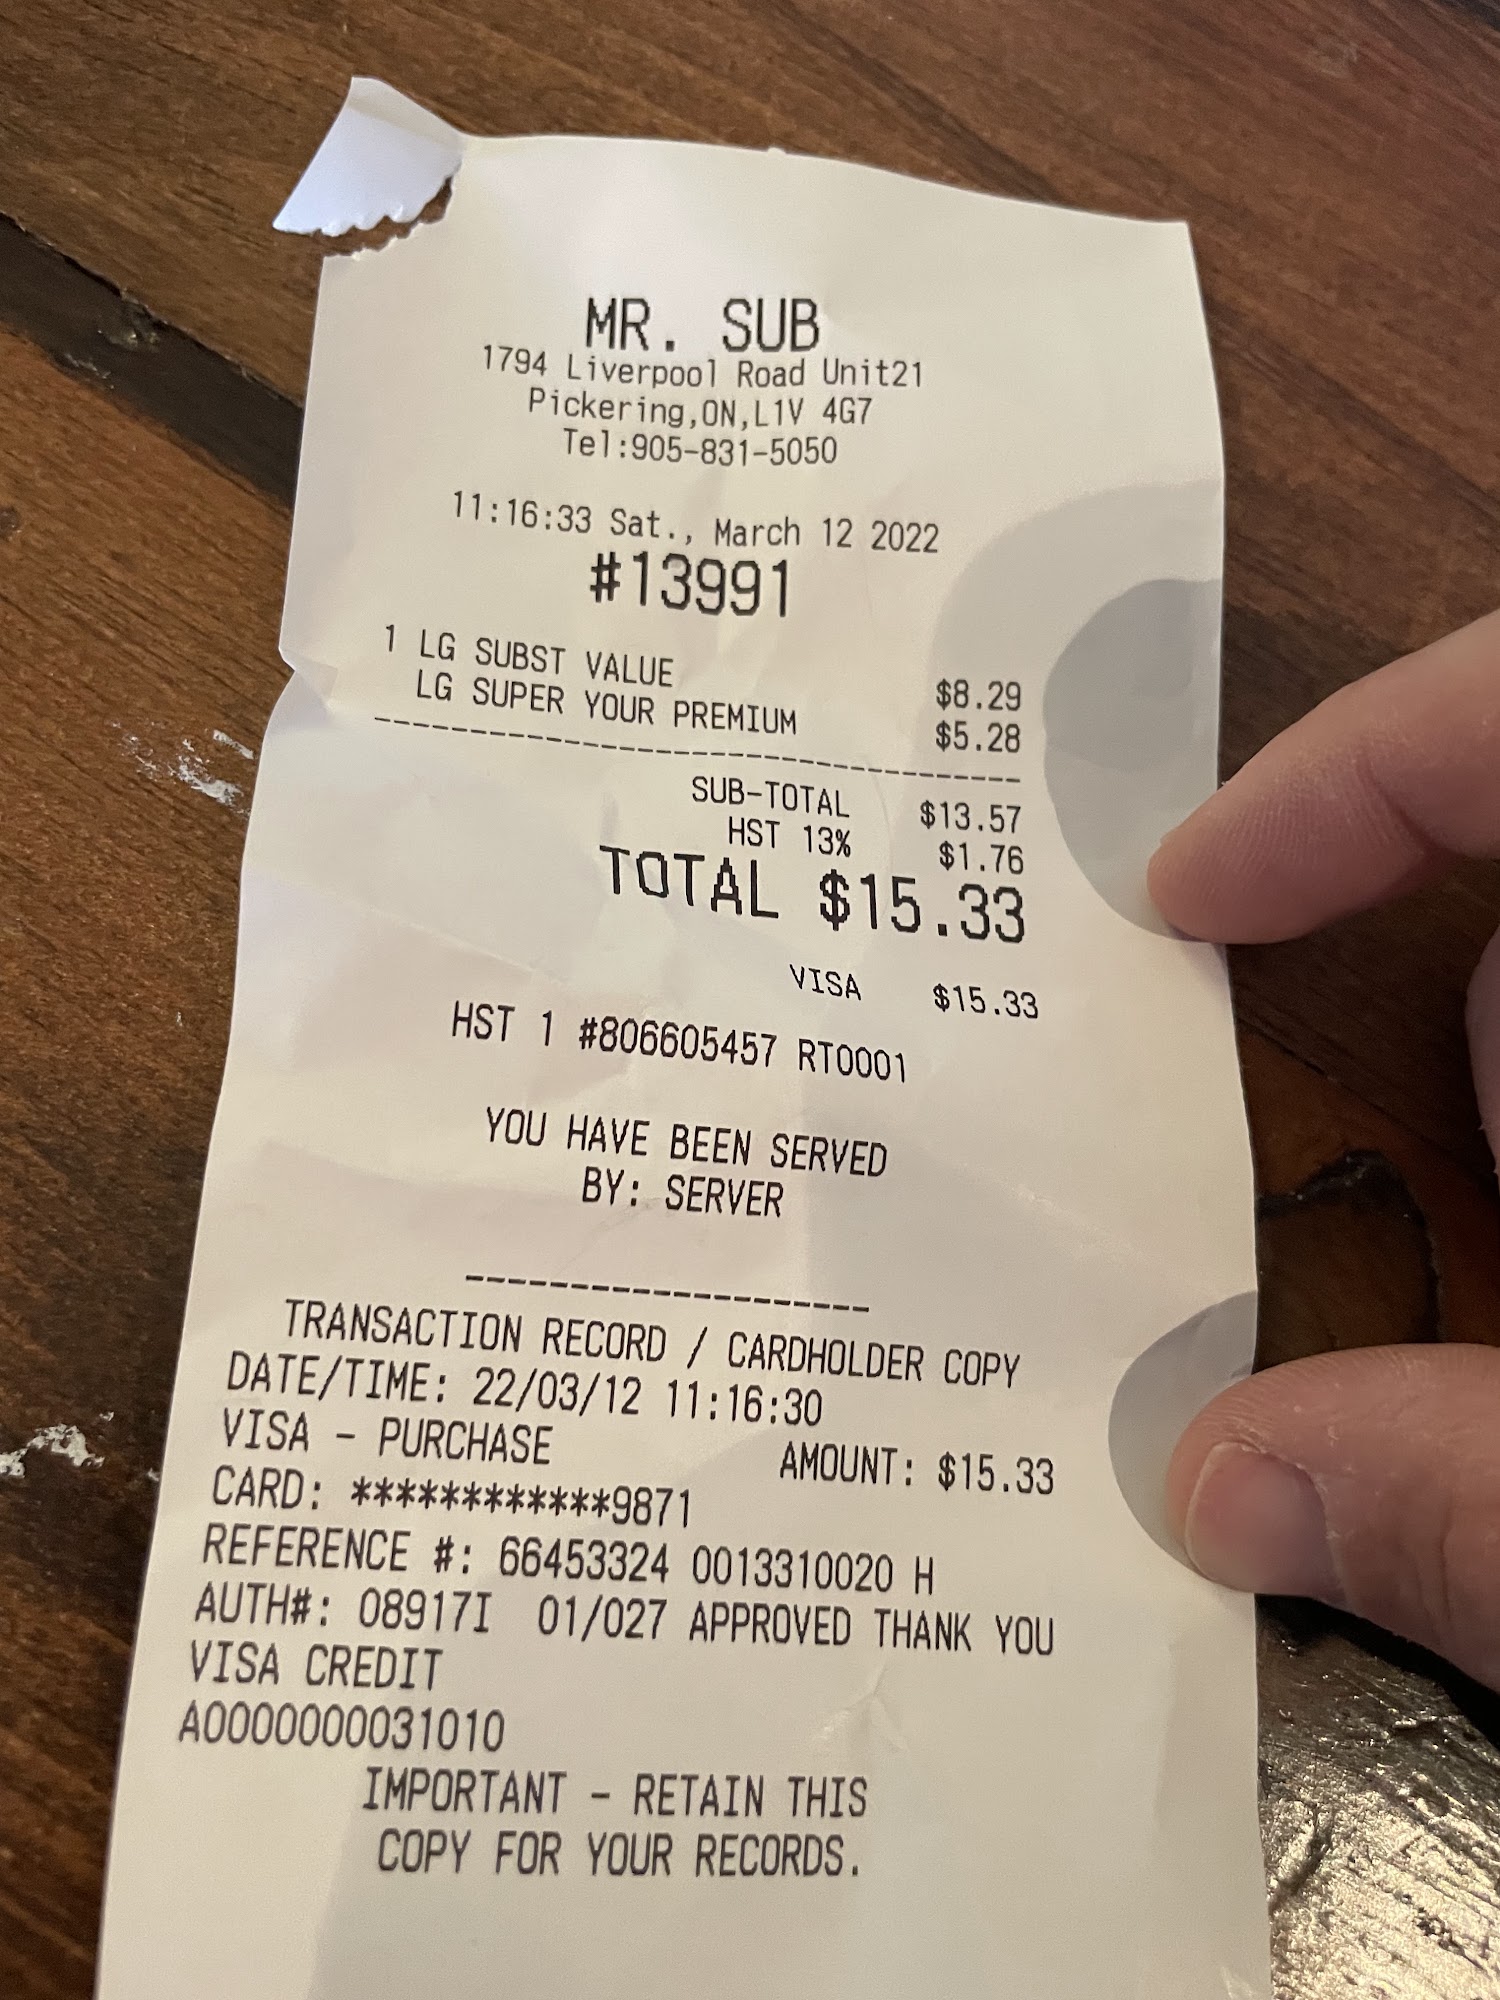 MR. SUB
1794 Liverpool Road Unit21
Pickering,ON,L1V 4G7
Tel:905-831-5050
11:16:33 Sat., March 12 2022
#13991
1 LG SUBST VALUE $8.29
LG SUPER YOUR PREMIUM $5.28
--------------------------------
SUB-TOTAL $13.57
HST 13% $1.76
TOTAL $15.33
VISA $15.33
HST 1 #806605457 RT0001
YOU HAVE BEEN SERVED
BY: SERVER
--------------------
TRANSACTION RECORD / CARDHOLDER COPY
DATE/TIME: 22/03/12 11:16:30
VISA - PURCHASE AMOUNT: $15.33
CARD: ************9871
REFERENCE #: 66453324 0013310020 H
AUTH#: 08917I 01/027 APPROVED THANK YOU
VISA CREDIT
A0000000031010
IMPORTANT - RETAIN THIS
COPY FOR YOUR RECORDS.